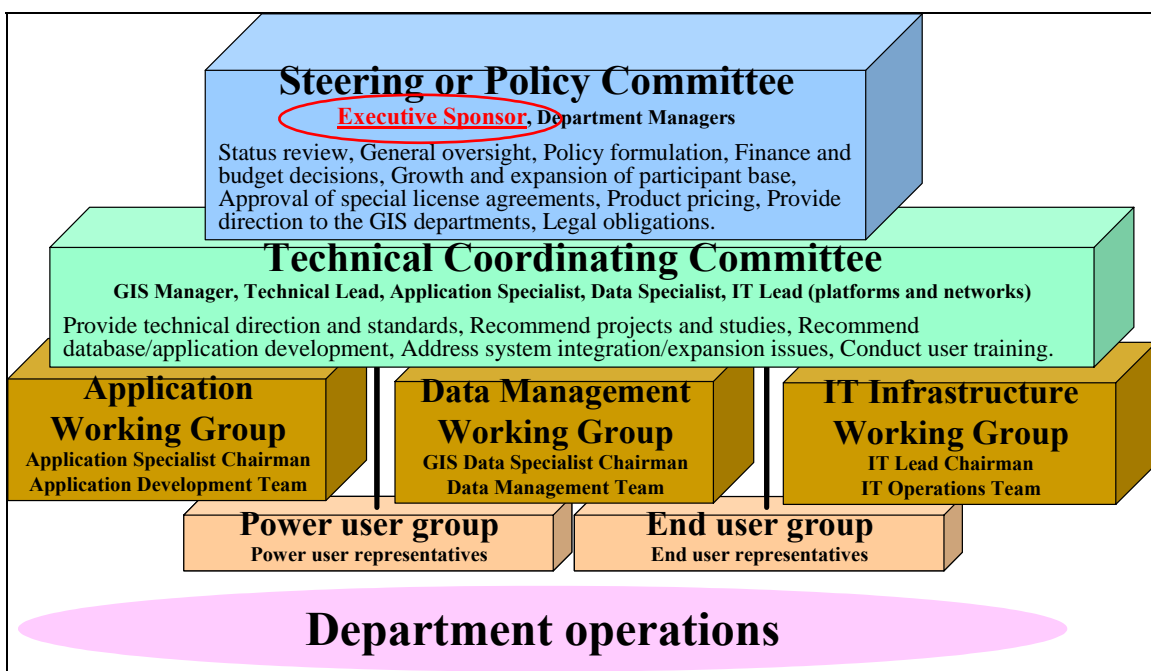 Steering or Policy Committee
Executive Sponsor, Department Managers
Status review, General oversight, Policy formulation, Finance and
budget decisions, Growth and expansion of participant base,
Approval of special license agreements, Product pricing, Provide
direction to the GIS departments, Legal obligations.
Technical Coordinating Committee
GIS Manager, Technical Lead, Application Specialist, Data Specialist, IT Lead (platforms and networks)
Provide technical direction and standards, Recommend projects and studies, Recommend
database/application development, Address system integration/expansion issues, Conduct user training.
Application
Working Group
Application Specialist Chairman
Application Development Team
Data Management
Working Group
GIS Data Specialist Chairman
Data Management Team
IT Infrastructure
Working Group
IT Lead Chairman
IT Operations Team
Power user group
Power user representatives
End user group
End user representatives
Department operations